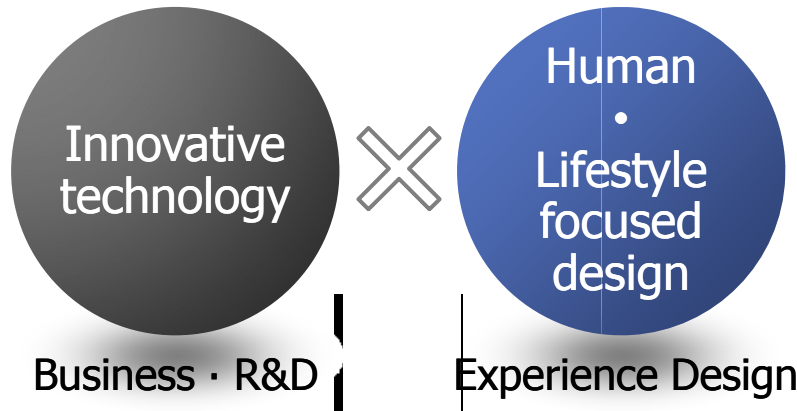 Innovative
technology
Human
•
Lifestyle
focused
design
Business · R&D
Experience Design